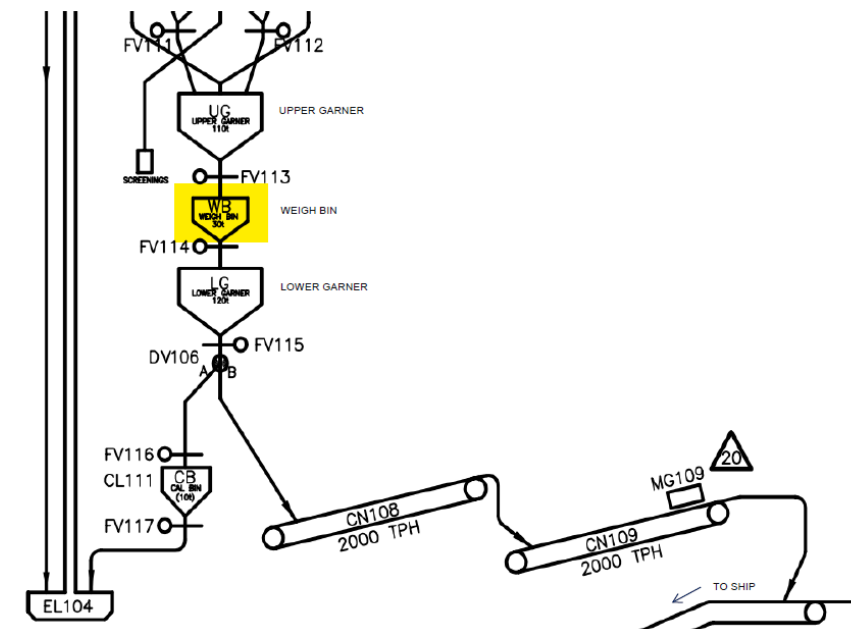 FV111
FV112
UG
UPPER GARNER
110t
UPPER GARNER
SCREENINGS
FV113
WB
WEIGH BIN
30t
WEIGH BIN
FV114
LG
LOWER GARNER
120t
LOWER GARNER
FV115
DV106
A
B
FV116
CL111
CB
CAL BIN
(10t)
FV117
CN108
2000 TPH
MG109
20
CN109
2000 TPH
TO SHIP
EL104